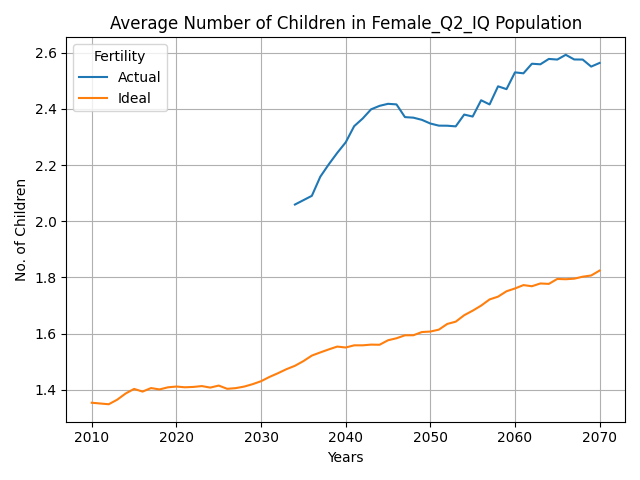 Average Number of Children in Female_Q2_IQ Population
Fertility
Actual
Ideal
No. of Children
2.6
2.4
2.2
2.0
1.8
1.6
1.4
2010 2020 2030 2040 2050 2060 2070
Years